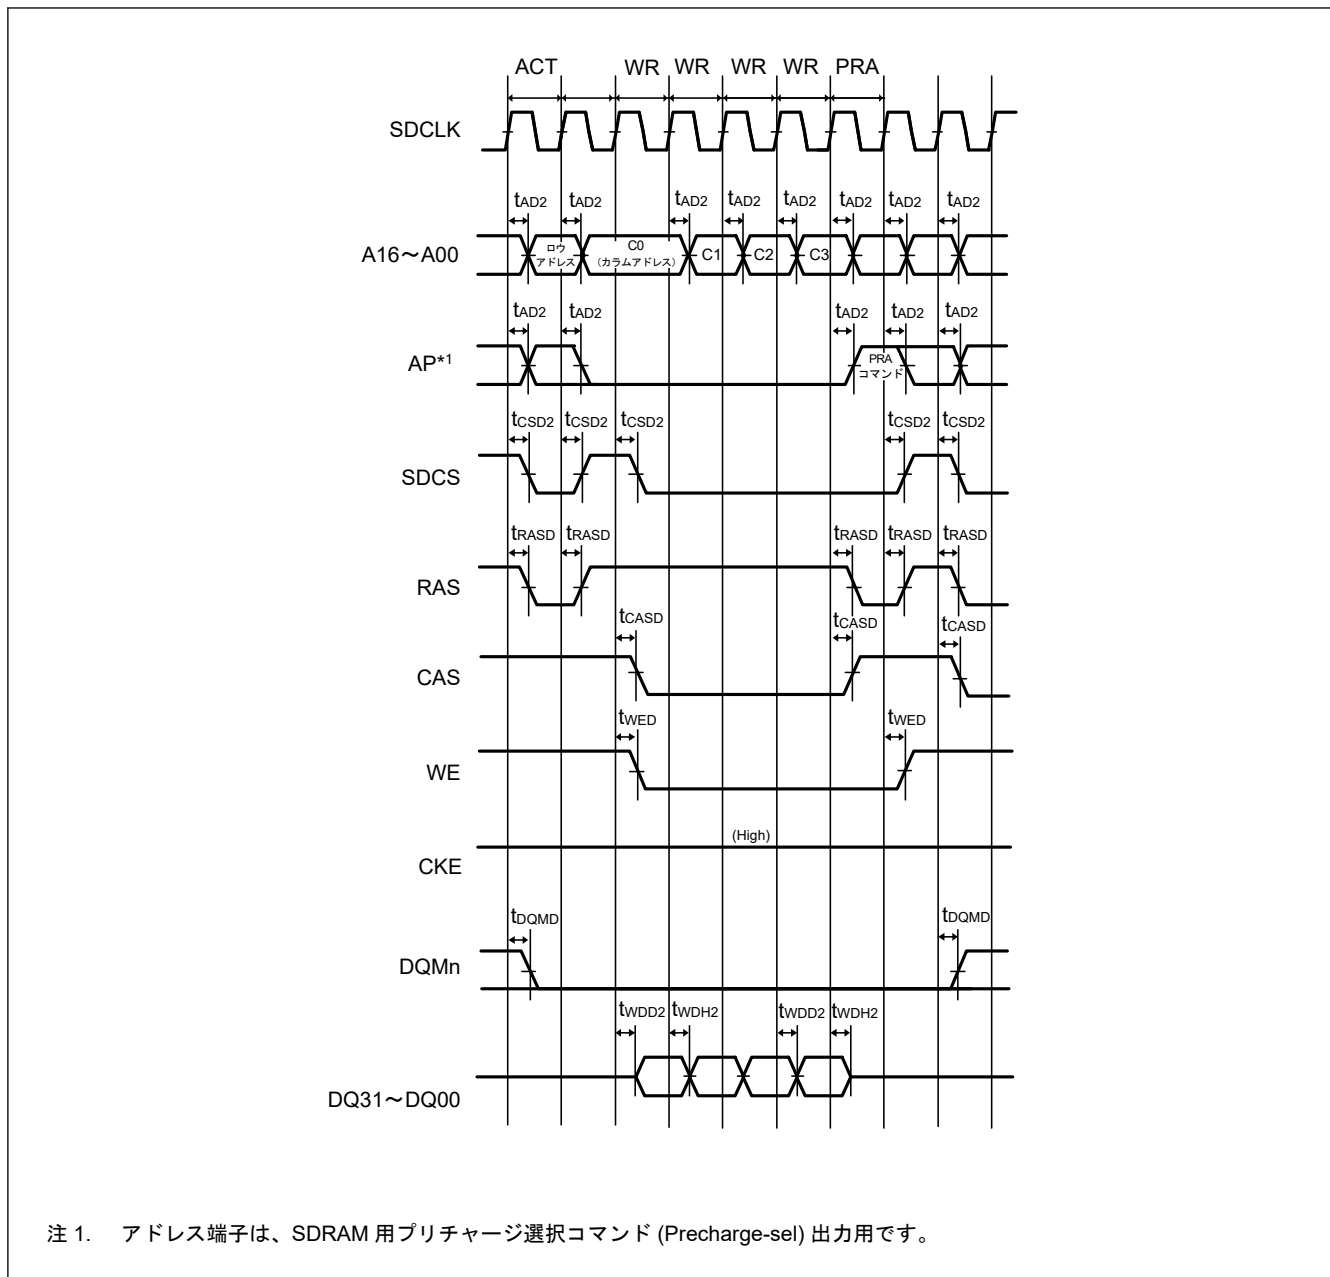 ACT WR WR WR WR PRA
SDCLK
tAD2 tAD2 tAD2 tAD2 tAD2 tAD2 tAD2 tAD2
A16～A00
ロウ
アドレス
C0
（カラムアドレス）
C1 C2 C3
tAD2 tAD2 tAD2 tAD2 tAD2
AP*1
PRA
コマンド
tCSD2 tCSD2 tCSD2 tCSD2 tCSD2
SDCS
tRASD tRASD tRASD tRASD tRASD
RAS
tCASD tCASD tCASD
CAS
tWED tWED
WE
(High)
CKE
tDQMD tDQMD
DQMn
tWDD2 tWDH2 tWDD2 tWDH2
DQ31～DQ00
注 1. アドレス端子は、SDRAM 用プリチャージ選択コマンド (Precharge-sel) 出力用です。